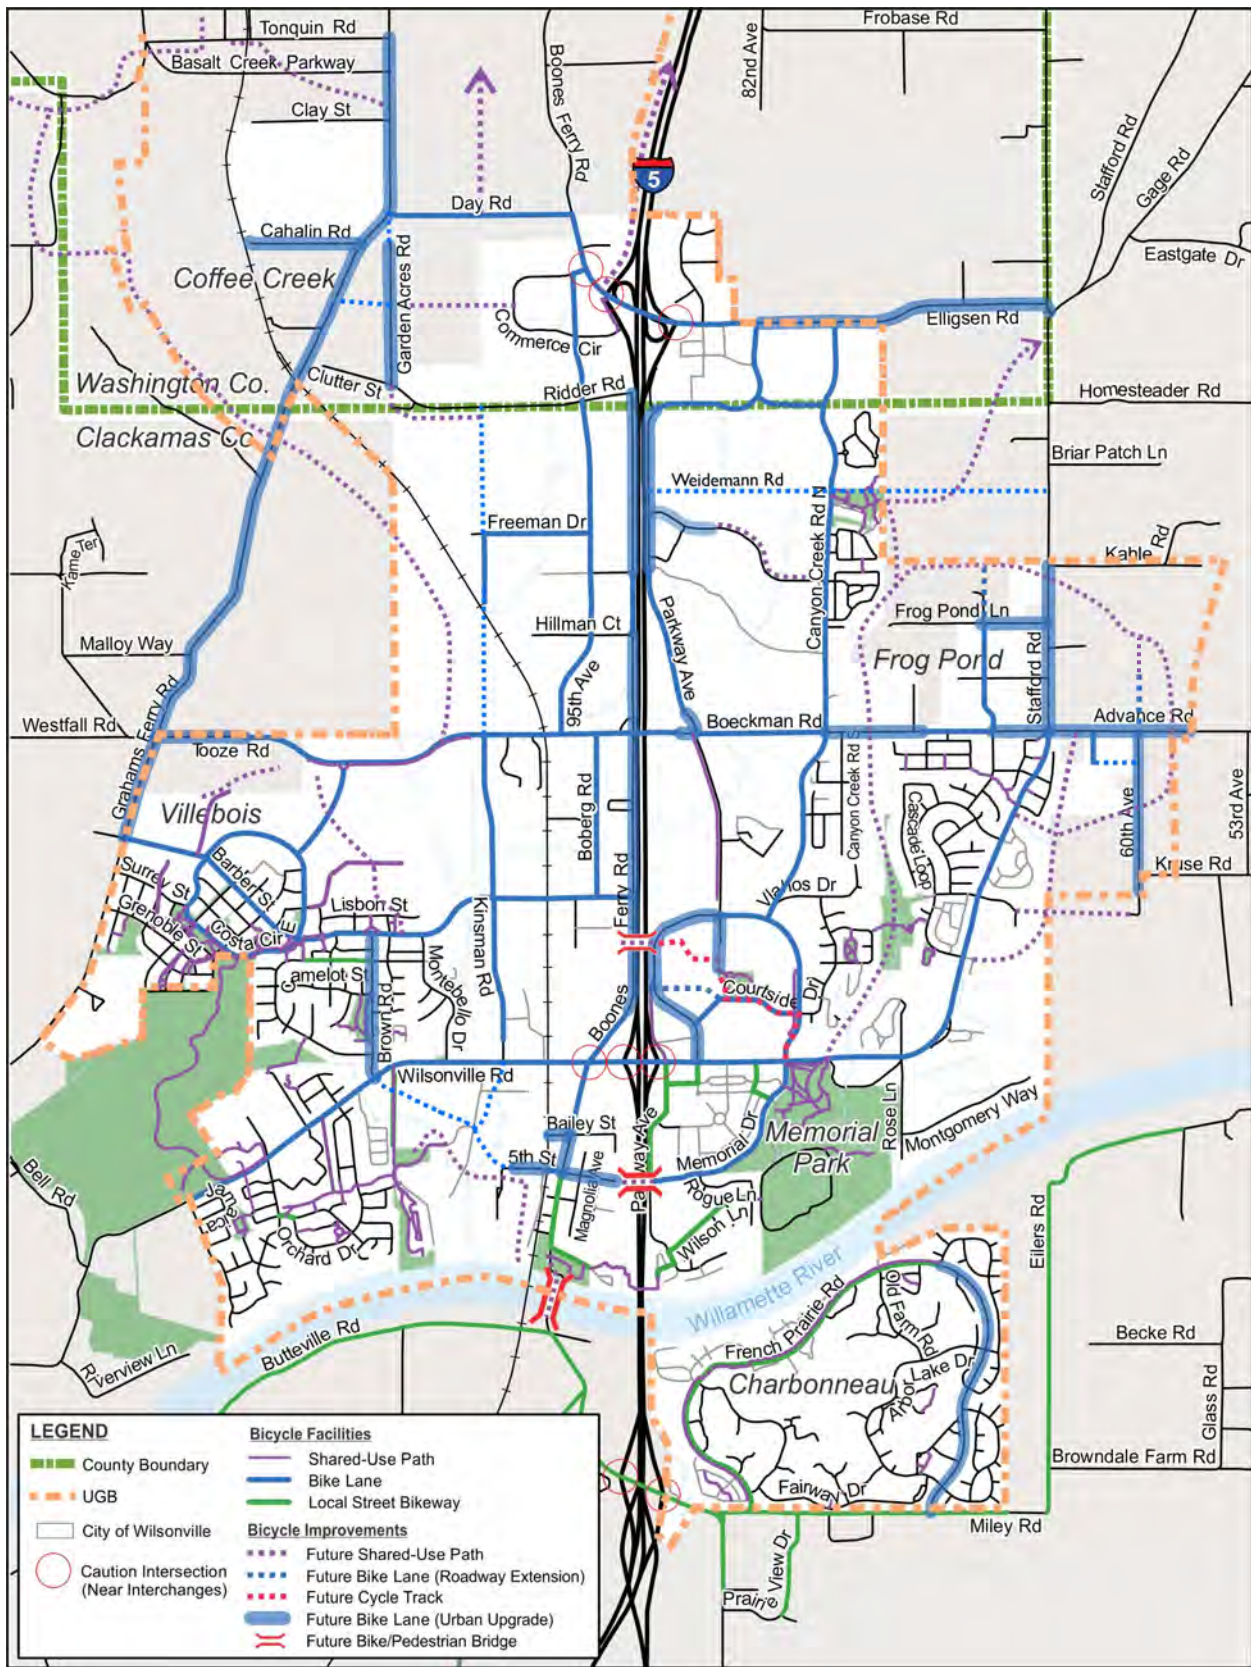 Tonquin Rd
Basalt Creek Parkway
Clay St
Boones Ferry Rd
82nd Ave
Frobase Rd
Stafford Rd
Gage Rd
Eastgate Dr
5
Day Rd
Cahalin Rd
Coffee Creek
Garden Acres Rd
Commerce Cir
Elligsen Rd
Washington Co.
Clutter St
Ridder Rd
Homesteader Rd
Clackamas Cc
Briar Patch Ln
Weidemann Rd
Canyon Creek Rd N
Freeman Dr
Kame Ter
Kahle Rd
Hillman Ct
Parkway Ave
Frog Pond Ln
Malloy Way
Frog Pond
Stafford Rd
95th Ave
Westfall Rd
Grahams Ferry Rd
Tooze Rd
Boeckman Rd
Advance Rd
Canyon Creek Rd S
Villebois
Boberg Rd
Cascade Loop
60th Ave
53rd Ave
Kruse Rd
Surrey St
Barber St
Grenoble St
Costa Cir E
Lisbon St
Kinsman Rd
Ferry Rd
Vlahos Dr
Camelot St
Brown Rd
Montebello Dr
Boones
Courtside Dri
Wilsonville Rd
Rose Ln
Montgomery Way
Bailey St
5th St
Magnolia Ave
Pa way Ave
Memorial Dr
Memorial
Park
Bell Rd
Jamaica
Orchard Dr
Rogue Ln
Wilson Ln
Eilers Rd
Willamette River
Butteville Rd
Riverview Ln
French Prairie Rd
Old Farm Rd
Lake Dr
Arbor
Charbonneau
Becke Rd
Glass Rd
Browndale Farm Rd
Fairway Dr
Miley Rd
Prairie View Dr
LEGEND
County Boundary
UGB
City of Wilsonville
Caution Intersection
(Near Interchanges)
Bicycle Facilities
Shared-Use Path
Bike Lane
Local Street Bikeway
Bicycle Improvements
Future Shared-Use Path
Future Bike Lane (Roadway Extension)
Future Cycle Track
Future Bike Lane (Urban Upgrade)
Future Bike/Pedestrian Bridge